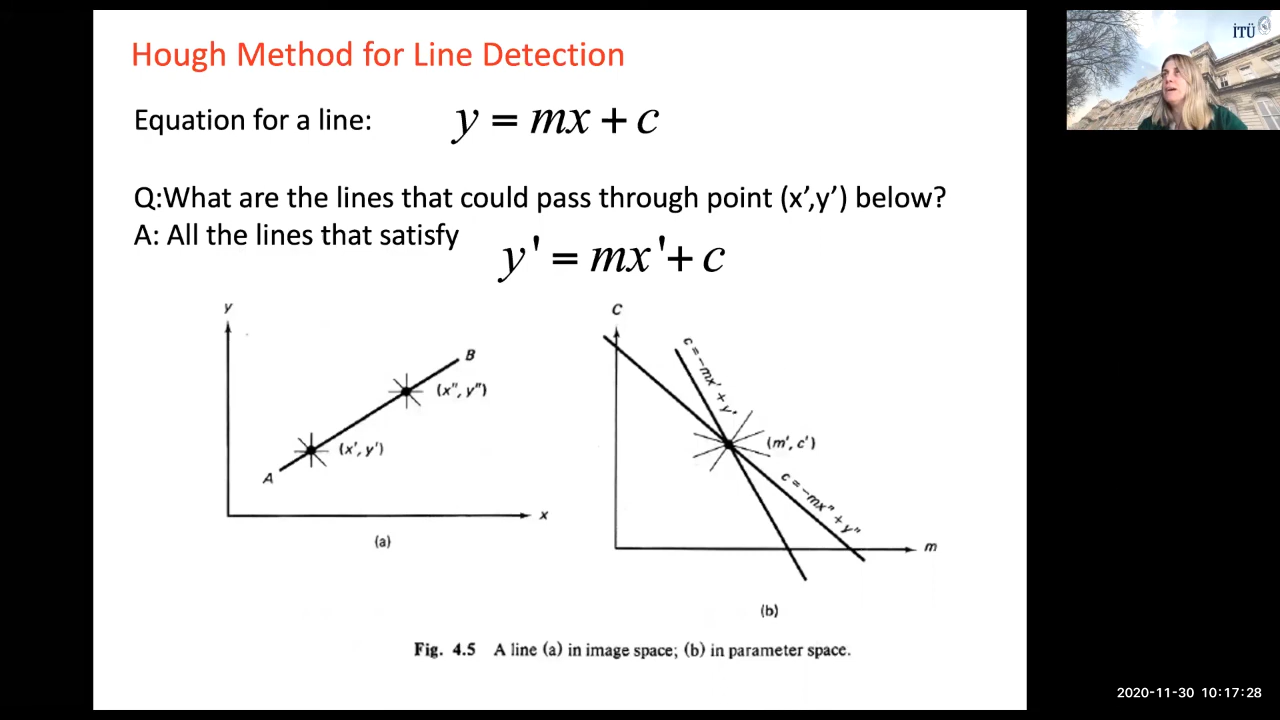 Hough Method for Line Detection
Equation for a line: y = mx + c
Q:What are the lines that could pass through point (x',y') below?
A: All the lines that satisfy y' = mx'+ c
y
B
(x", y")
(x', y')
A
x
(a)
C
c = -mx' + y'
(m', c')
c = -mx" + y"
m
(b)
Fig. 4.5 A line (a) in image space; (b) in parameter space.
İTÜ
2020-11-30 10:17:28